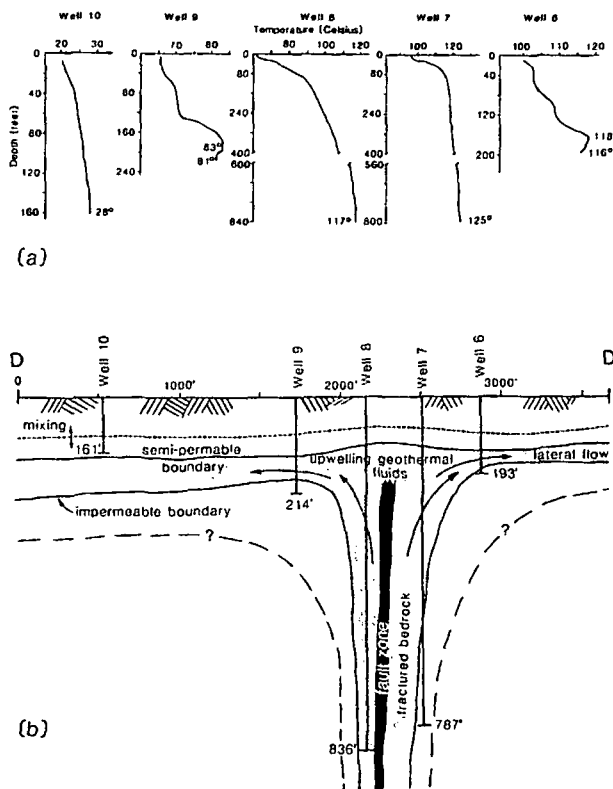 Well 10 Well 9 Well 8 Well 7 Well 6
Temperature (Celsius)
20 30 70 80 80 100 120 100 120 100 110 120
Depth (feet)
0 40 80 120 160
28°
0 80 160 240
83°
81°
0 80 240 400 600 840
117°
0 80 240 400 560 800
125°
0 40 120 200
118
116°
(a)
D D
Well 10 Well 9 Well 8 Well 7 Well 6
0 1000' 2000' 3000'
mixing
161'
semi-permable
boundary
upwelling geothermal
fluids
lateral flow
193'
impermeable boundary
214'
?
?
fault zone
fractured bedrock
787'
836'
(b)